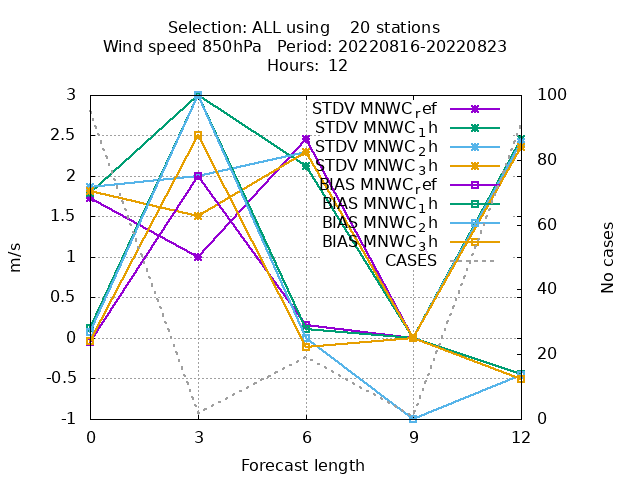 Selection: ALL using    20 stations
Wind speed 850hPa   Period: 20220816-20220823
Hours:  12
3
2.5
2
1.5
1
0.5
0
-0.5
-1
m/s
100
80
60
40
20
0
No cases
STDV MNWC_ref
STDV MNWC_1h
STDV MNWC_2h
STDV MNWC_3h
BIAS MNWC_ref
BIAS MNWC_1h
BIAS MNWC_2h
BIAS MNWC_3h
CASES
0 3 6 9 12
Forecast length